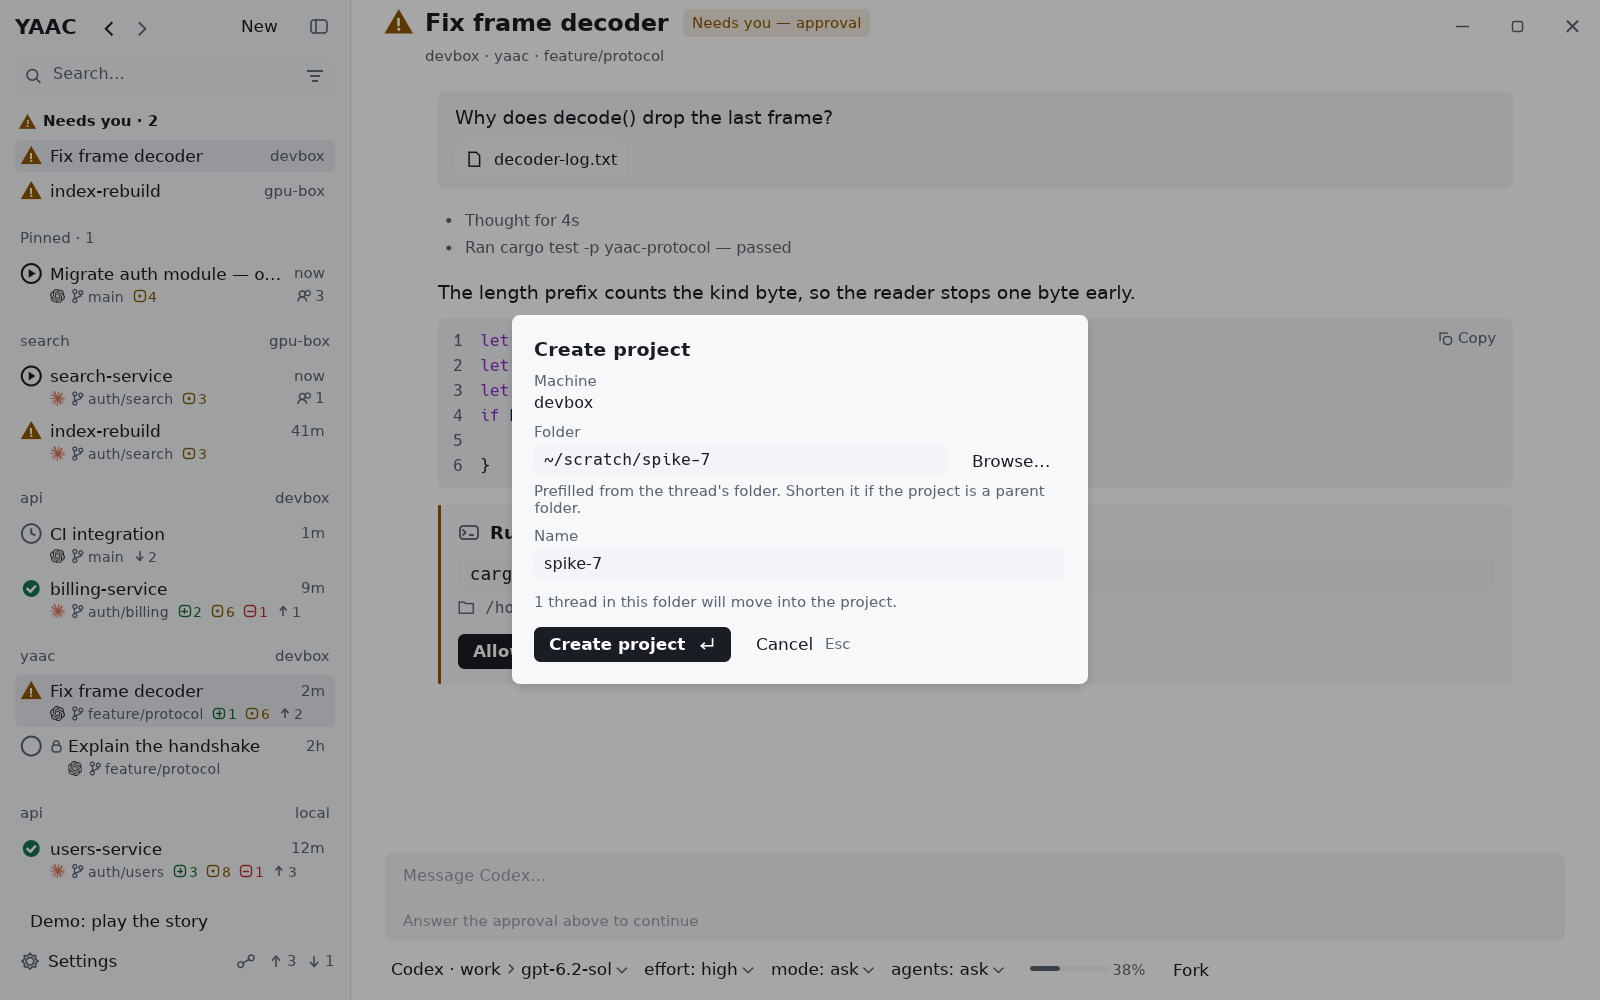 YAAC
New
Search...
Needs you · 2
Fix frame decoder devbox
index-rebuild gpu-box
Pinned · 1
Migrate auth module — o... now
main 4 3
search gpu-box
search-service now
auth/search 3 1
index-rebuild 41m
auth/search 3
api devbox
CI integration 1m
main ↓2
billing-service 9m
auth/billing 2 6 1 ↑1
yaac devbox
Fix frame decoder 2m
feature/protocol 1 6 ↑2
Explain the handshake 2h
feature/protocol
api local
users-service 12m
auth/users 3 8 1 ↑3
Demo: play the story
Settings ↑3 ↓1
Fix frame decoder Needs you — approval
devbox · yaac · feature/protocol
Why does decode() drop the last frame?
decoder-log.txt
• Thought for 4s
• Ran cargo test -p yaac-protocol — passed
The length prefix counts the kind byte, so the reader stops one byte early.
Copy
1 let
2 let
3 let
4 if
5
6 }
Create project
Machine
devbox
Folder
~/scratch/spike-7 Browse...
Prefilled from the thread's folder. Shorten it if the project is a parent
folder.
Name
spike-7
1 thread in this folder will move into the project.
Create project Cancel Esc
Message Codex...
Answer the approval above to continue
Codex · work > gpt-6.2-sol effort: high mode: ask agents: ask 38% Fork